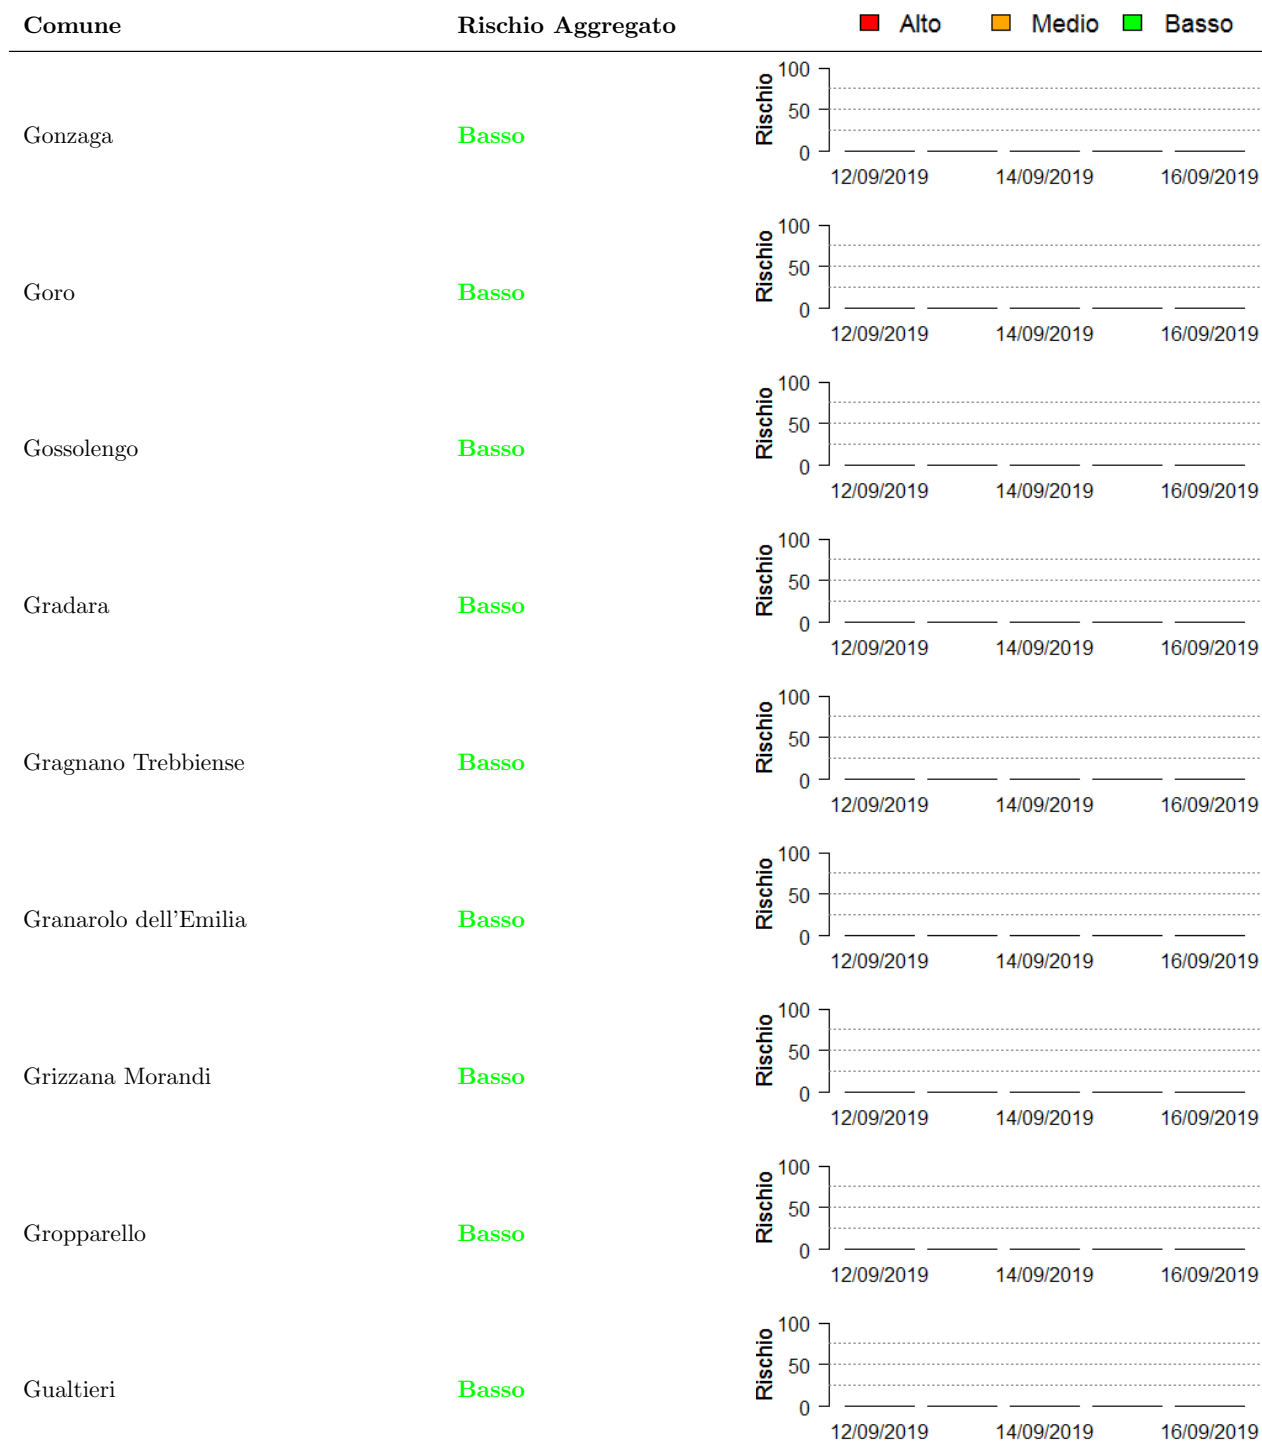 Comune Rischio Aggregato Alto Medio Basso
Gonzaga Basso Rischio 100 50 0
12/09/2019 14/09/2019 16/09/2019
Goro Basso Rischio 100 50 0
12/09/2019 14/09/2019 16/09/2019
Gossolengo Basso Rischio 100 50 0
12/09/2019 14/09/2019 16/09/2019
Gradara Basso Rischio 100 50 0
12/09/2019 14/09/2019 16/09/2019
Gragnano Trebbiense Basso Rischio 100 50 0
12/09/2019 14/09/2019 16/09/2019
Granarolo dell'Emilia Basso Rischio 100 50 0
12/09/2019 14/09/2019 16/09/2019
Grizzana Morandi Basso Rischio 100 50 0
12/09/2019 14/09/2019 16/09/2019
Gropparello Basso Rischio 100 50 0
12/09/2019 14/09/2019 16/09/2019
Gualtieri Basso Rischio 100 50 0
12/09/2019 14/09/2019 16/09/2019